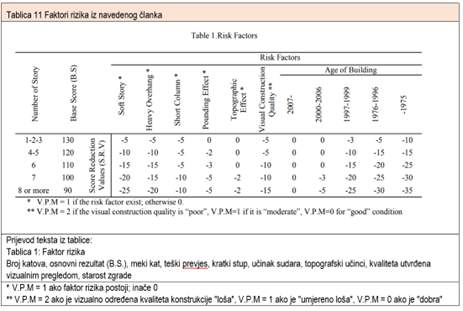 Tablica 11 Faktori rizika iz navedenog članka
Table 1.Risk Factors
Risk Factors
Age of Building
Number of Story Base Score (B.S) Soft Story * Heavy Overhang * Short Column * Pounding Effect * Topographic Effect * Visual Construction Quality ** 2007- 2000-2006 1997-1999 1976-1996 -1975
Score Reduction Values (S.R.V)
1-2-3 130 -5 -5 -5 0 0 -5 0 0 -3 -5 -10
4-5 120 -10 -10 -5 -2 0 -5 0 0 -10 -15 -15
6 110 -15 -15 -5 -3 0 -10 0 0 -15 -20 -25
7 100 -20 -15 -10 -5 -2 -10 0 -3 -20 -25 -30
8 or more 90 -25 -20 -10 -5 -2 -15 0 -5 -25 -30 -35
* V.P.M = 1 if the risk factor exist; otherwise 0.
** V.P.M = 2 if the visual construction quality is “poor”, V.P.M=1 if it is “moderate”, V.P.M=0 for “good” condition
Prijevod teksta iz tablice:
Tablica 1: Faktor rizika
Broj katova, osnovni rezultat (B.S.), meki kat, teški prevjes, kratki stup, učinak sudara, topografski učinci, kvaliteta utvrđena
vizualnim pregledom, starost zgrade
* V.P.M = 1 ako faktor rizika postoji; inače 0
** V.P.M = 2 ako je vizualno određena kvaliteta konstrukcije "loša", V.P.M = 1 ako je "umjereno loša", V.P.M = 0 ako je "dobra"